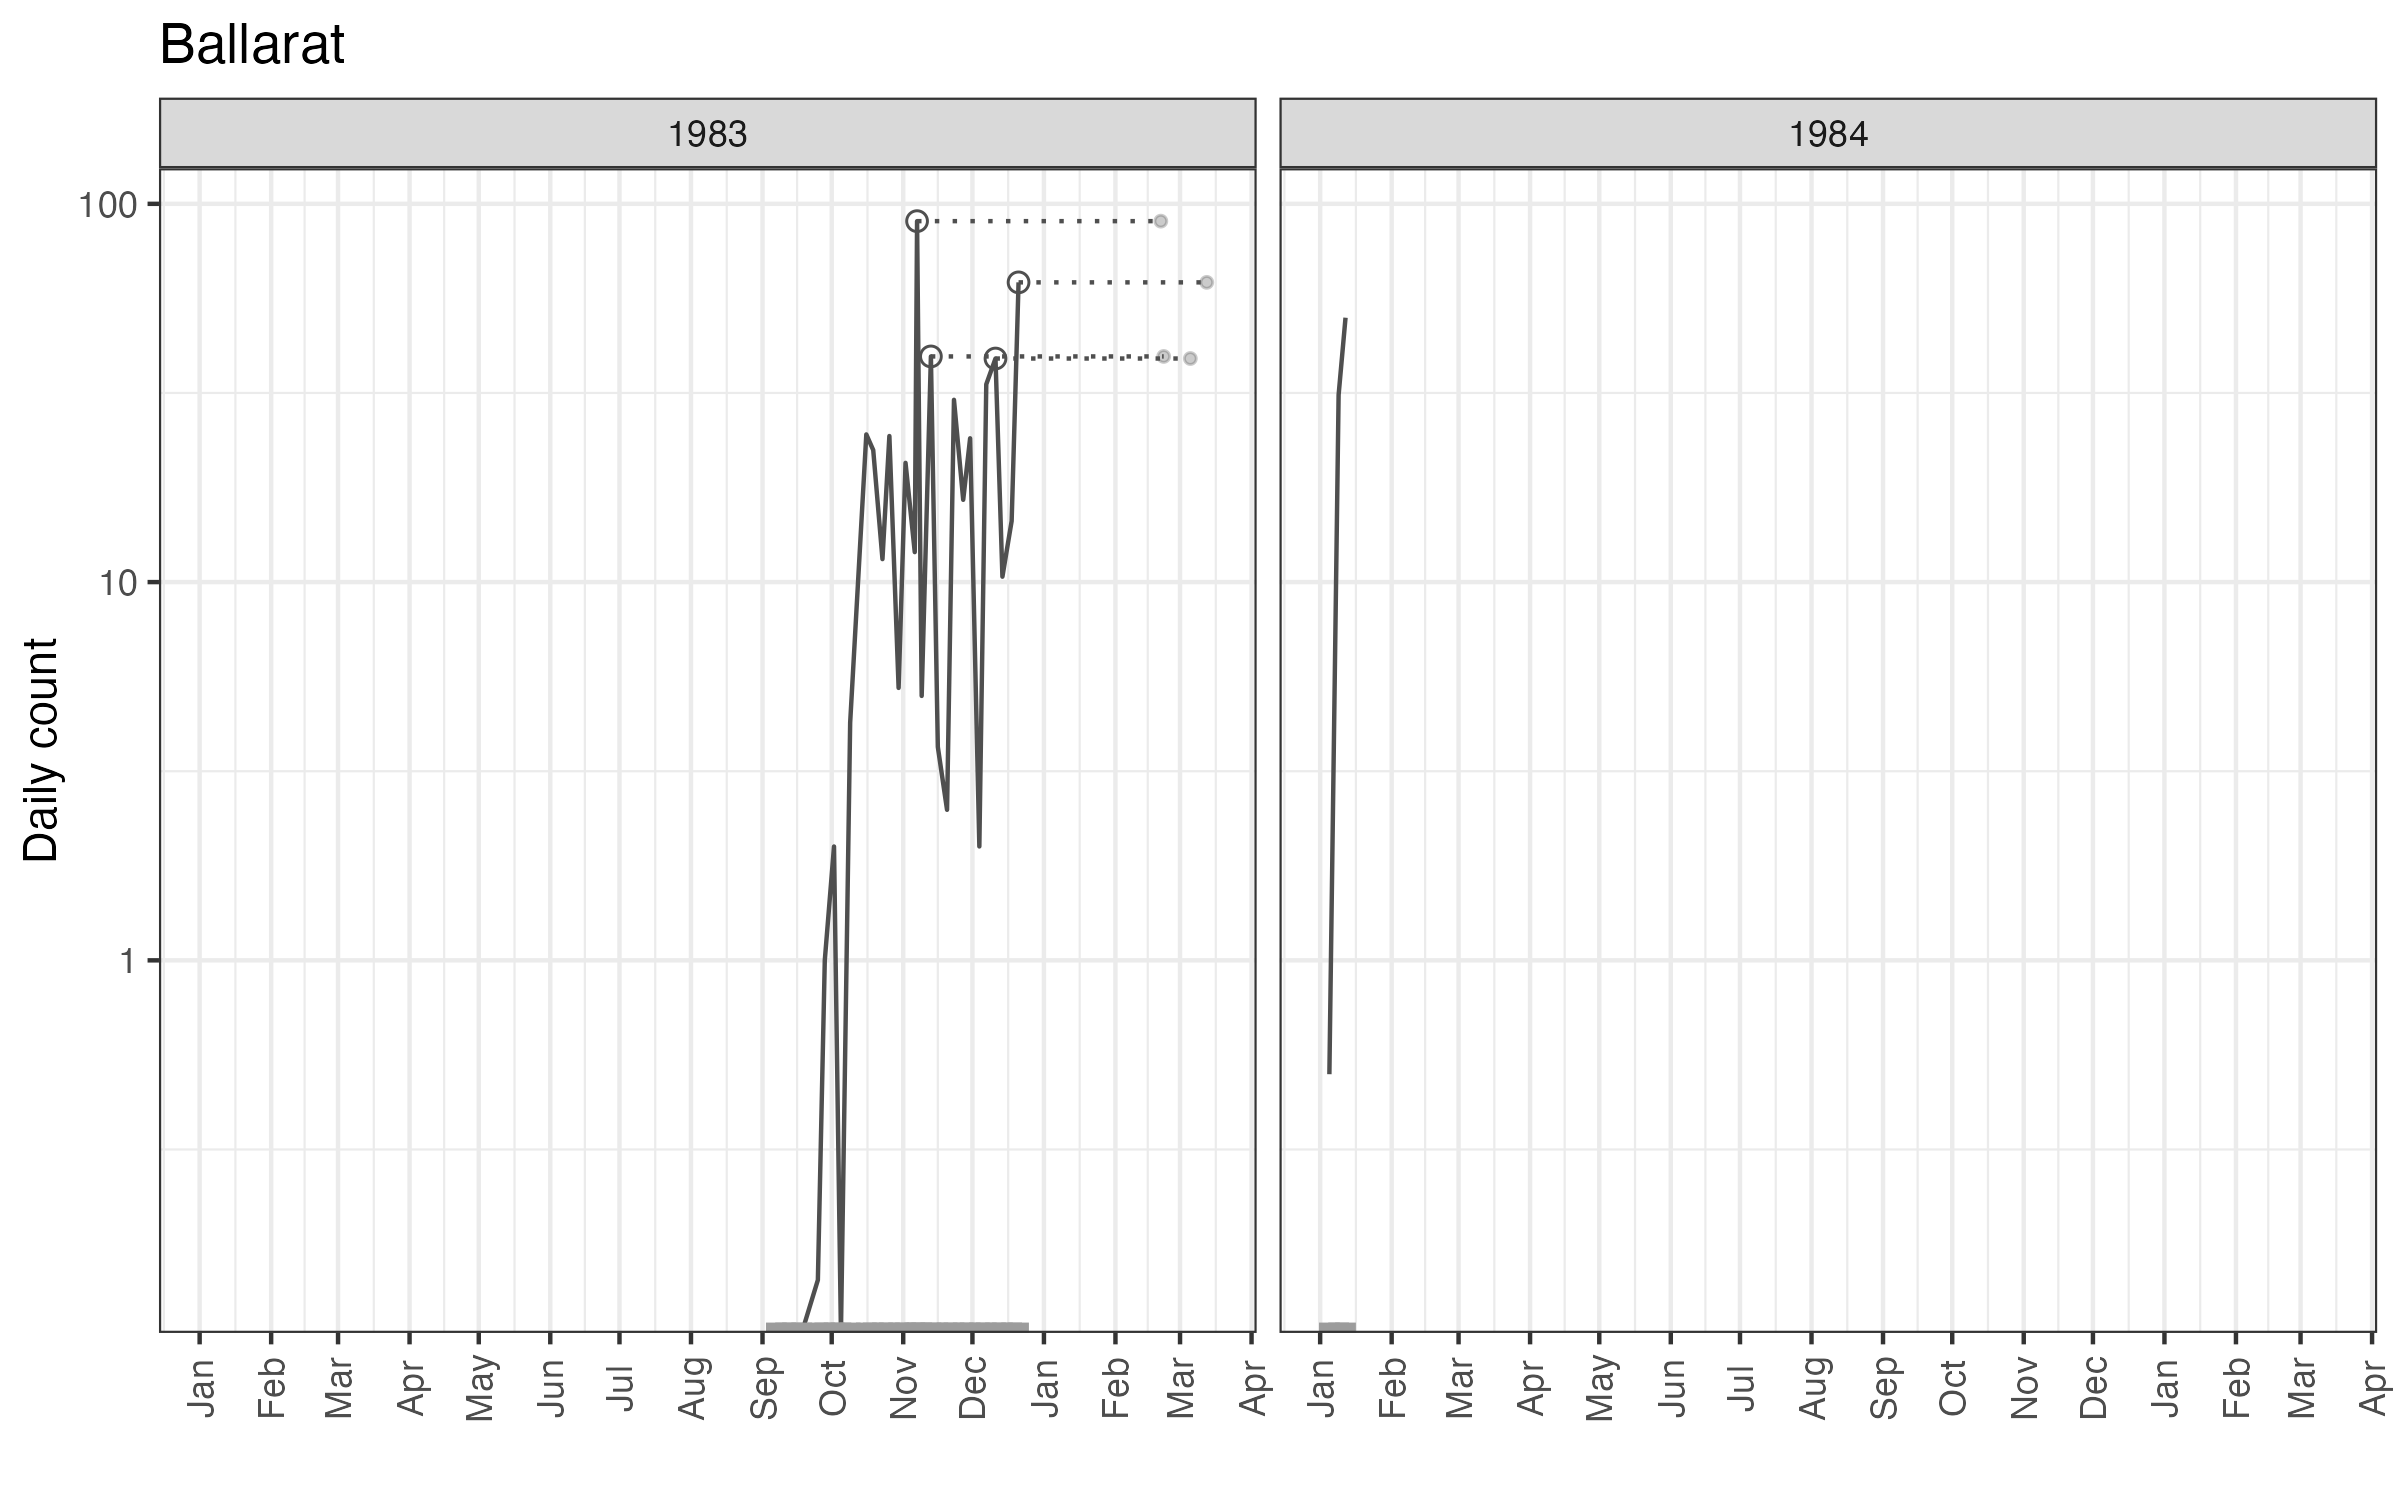 Ballarat
1983 1984
100
10
1
Daily count
Jan Feb Mar Apr May Jun Jul Aug Sep Oct Nov Dec Jan Feb Mar Apr Jan Feb Mar Apr May Jun Jul Aug Sep Oct Nov Dec Jan Feb Mar Apr